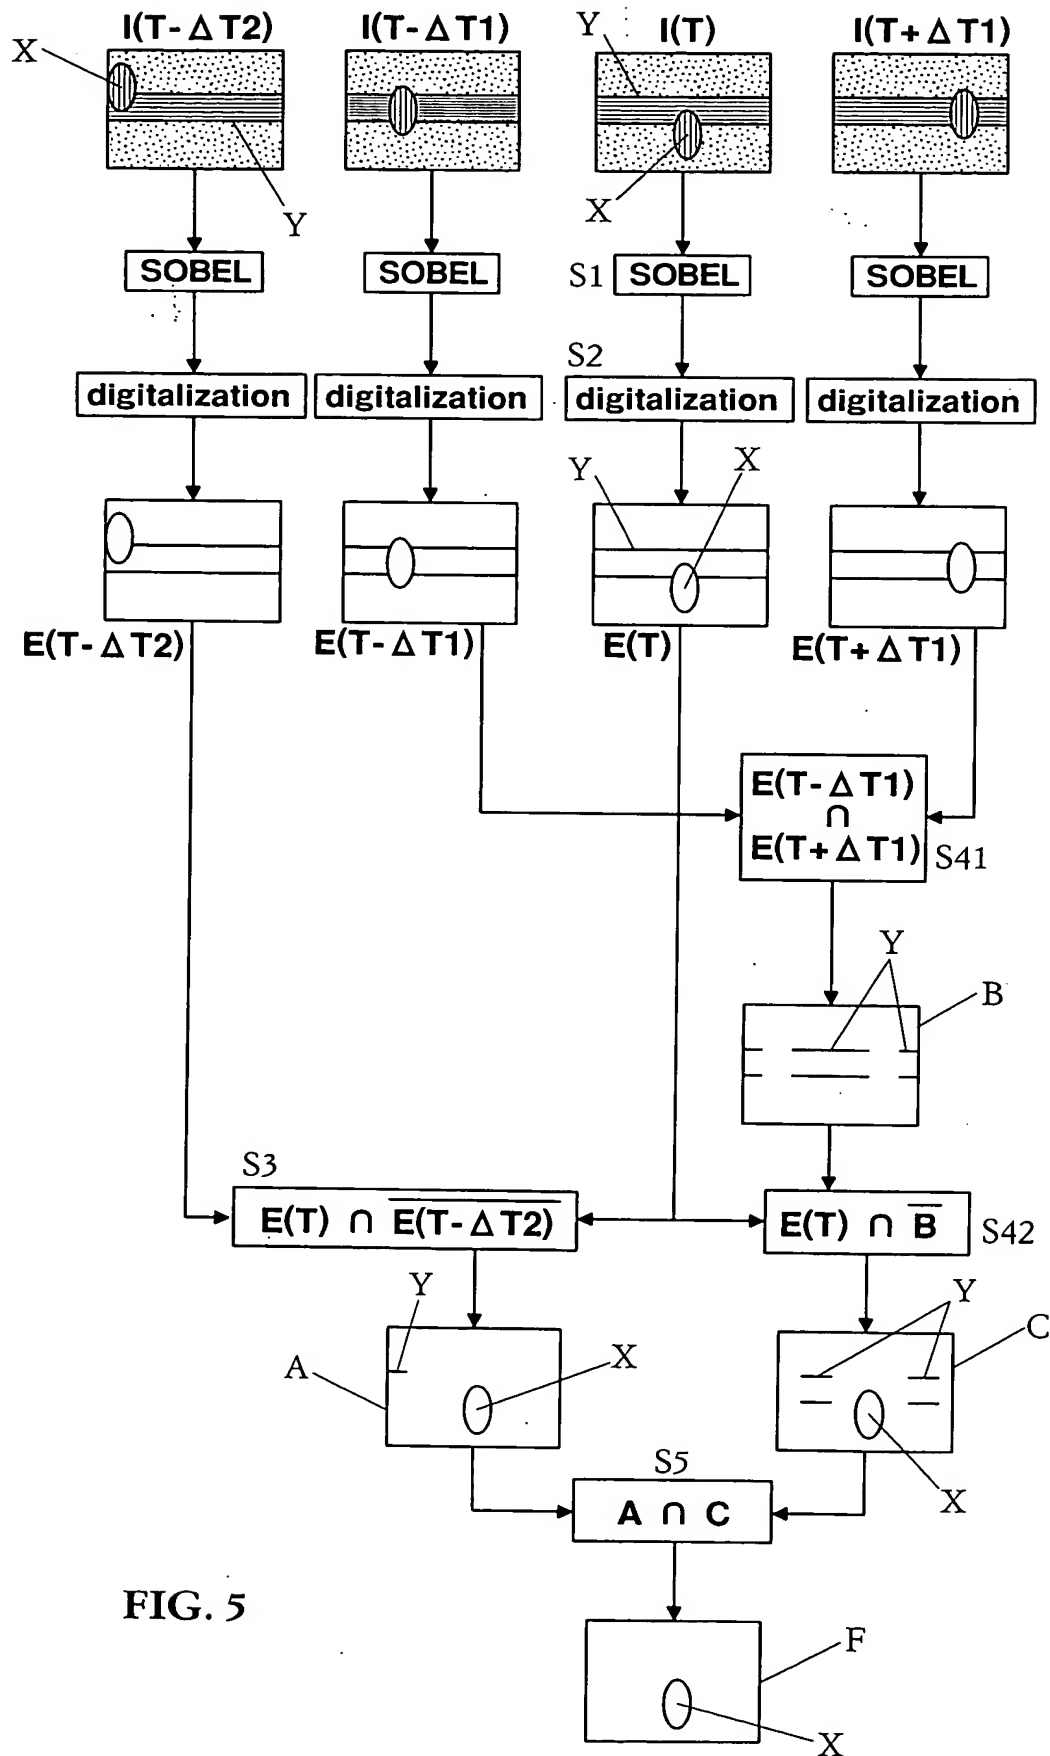 I(T-ΔT2) I(T-ΔT1) Y I(T) I(T+ΔT1)
X
Y X
SOBEL SOBEL S1 SOBEL SOBEL
S2
digitalization digitalization digitalization digitalization
Y X
E(T-ΔT2) E(T-ΔT1) E(T) E(T+ΔT1)
E(T-ΔT1)
∩
E(T+ΔT1) S41
Y
B
S3
E(T) ∩ E̅(̅T̅-̅Δ̅T̅2̅)̅ E(T) ∩ B̅ S42
Y Y
C
A X
S5 X
A ∩ C
FIG. 5
F
X